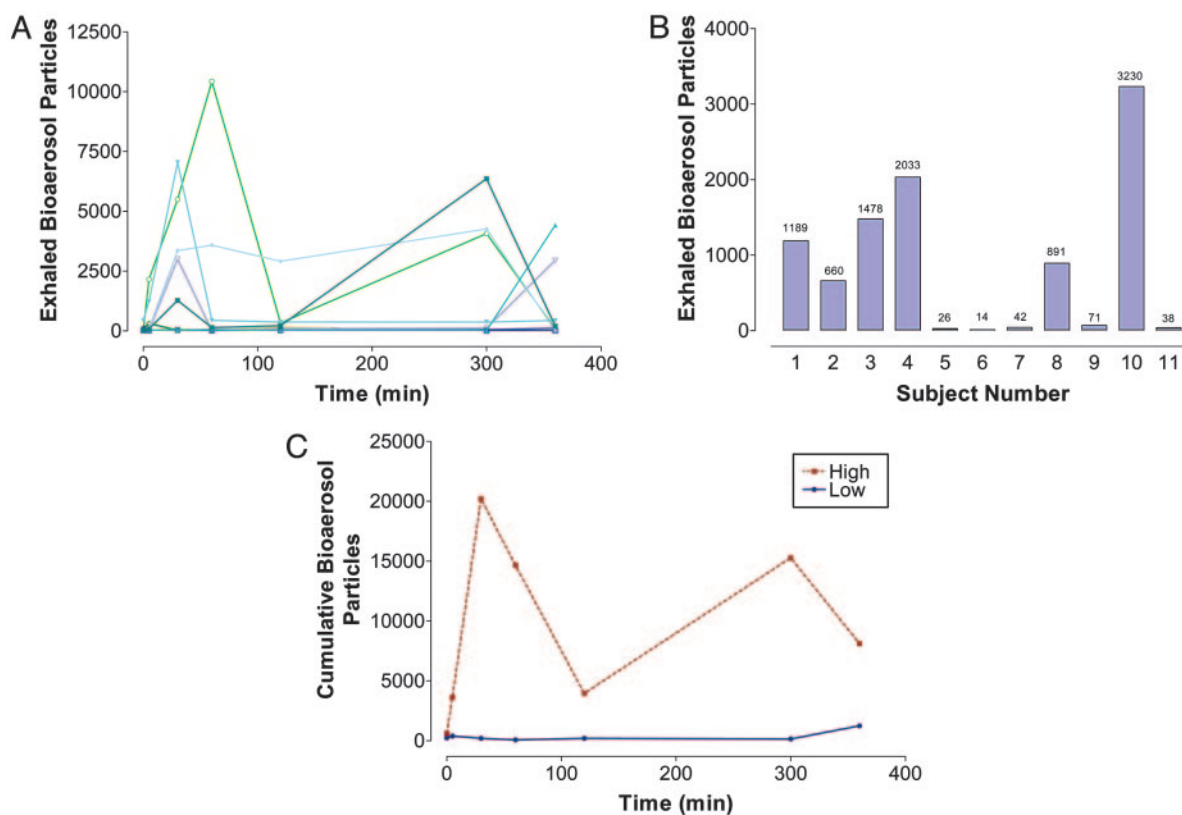 A
12500
10000
7500
5000
2500
0
Exhaled Bioaerosol Particles
0 100 200 300 400
Time (min)
B
4000
3000
2000
1000
0
Exhaled Bioaerosol Particles
1189
660
1478
2033
26
14
42
891
71
3230
38
1 2 3 4 5 6 7 8 9 10 11
Subject Number
C
25000
20000
15000
10000
5000
0
Cumulative Bioaerosol
Particles
High
Low
0 100 200 300 400
Time (min)